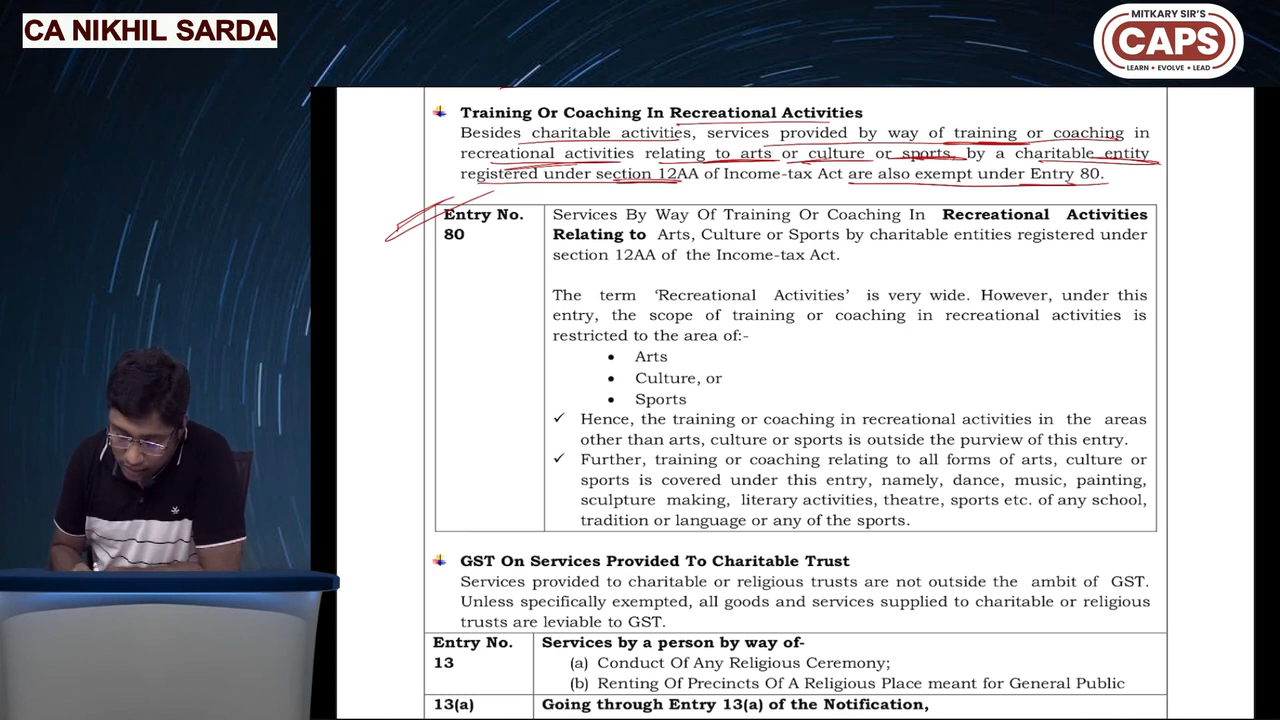 CA NIKHIL SARDA
MITKARY SIR'S
CAPS
LEARN • EVOLVE • LEAD
Training Or Coaching In Recreational Activities
Besides charitable activities, services provided by way of training or coaching in
recreational activities relating to arts or culture or sports, by a charitable entity
registered under section 12AA of Income-tax Act are also exempt under Entry 80.
Entry No.
80
Services By Way Of Training Or Coaching In Recreational Activities
Relating to Arts, Culture or Sports by charitable entities registered under
section 12AA of the Income-tax Act.
The term ‘Recreational Activities’ is very wide. However, under this
entry, the scope of training or coaching in recreational activities is
restricted to the area of:-
• Arts
• Culture, or
• Sports
✓ Hence, the training or coaching in recreational activities in the areas
other than arts, culture or sports is outside the purview of this entry.
✓ Further, training or coaching relating to all forms of arts, culture or
sports is covered under this entry, namely, dance, music, painting,
sculpture making, literary activities, theatre, sports etc. of any school,
tradition or language or any of the sports.
GST On Services Provided To Charitable Trust
Services provided to charitable or religious trusts are not outside the ambit of GST.
Unless specifically exempted, all goods and services supplied to charitable or religious
trusts are leviable to GST.
Entry No.
13
Services by a person by way of-
(a) Conduct Of Any Religious Ceremony;
(b) Renting Of Precincts Of A Religious Place meant for General Public
13(a)
Going through Entry 13(a) of the Notification,